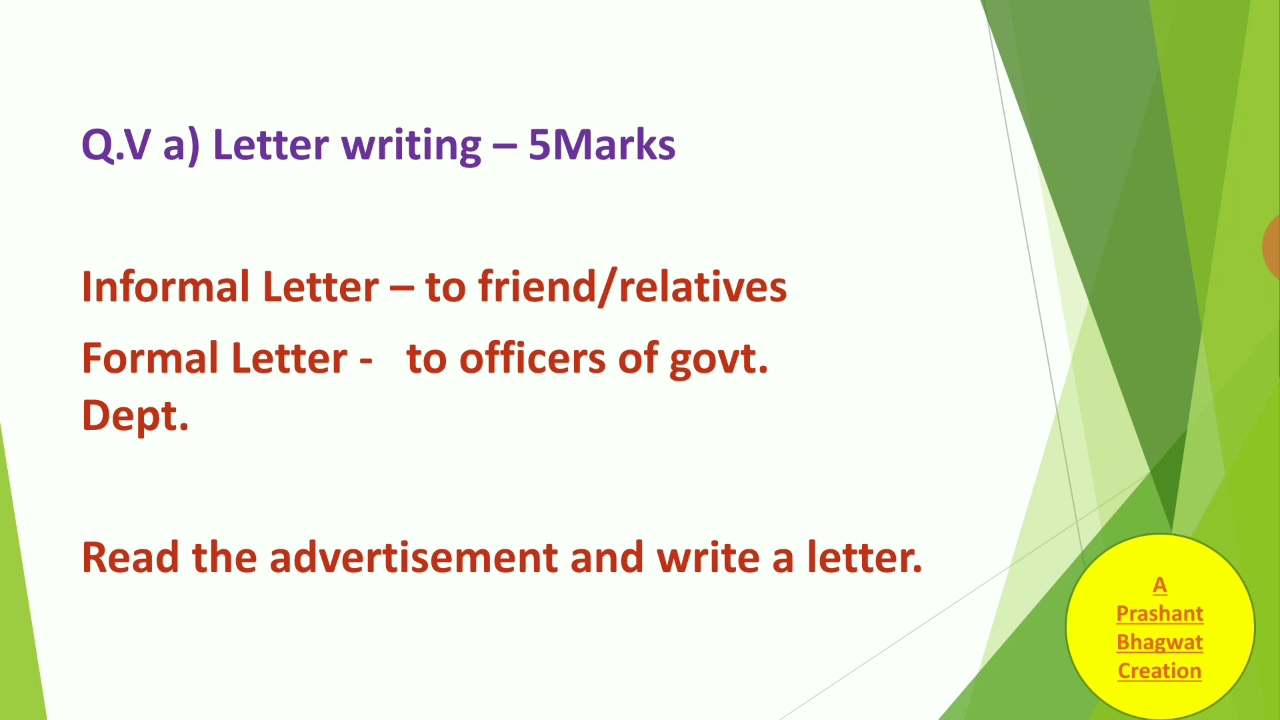 Q.V a) Letter writing – 5Marks
Informal Letter – to friend/relatives
Formal Letter -   to officers of govt.
Dept.
Read the advertisement and write a letter.
A
Prashant
Bhagwat
Creation